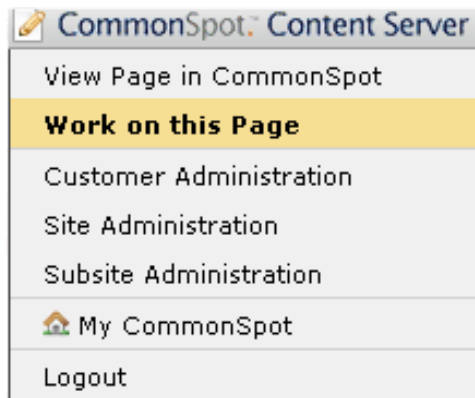 CommonSpot™ Content Server
View Page in CommonSpot
Work on this Page
Customer Administration
Site Administration
Subsite Administration
My CommonSpot
Logout